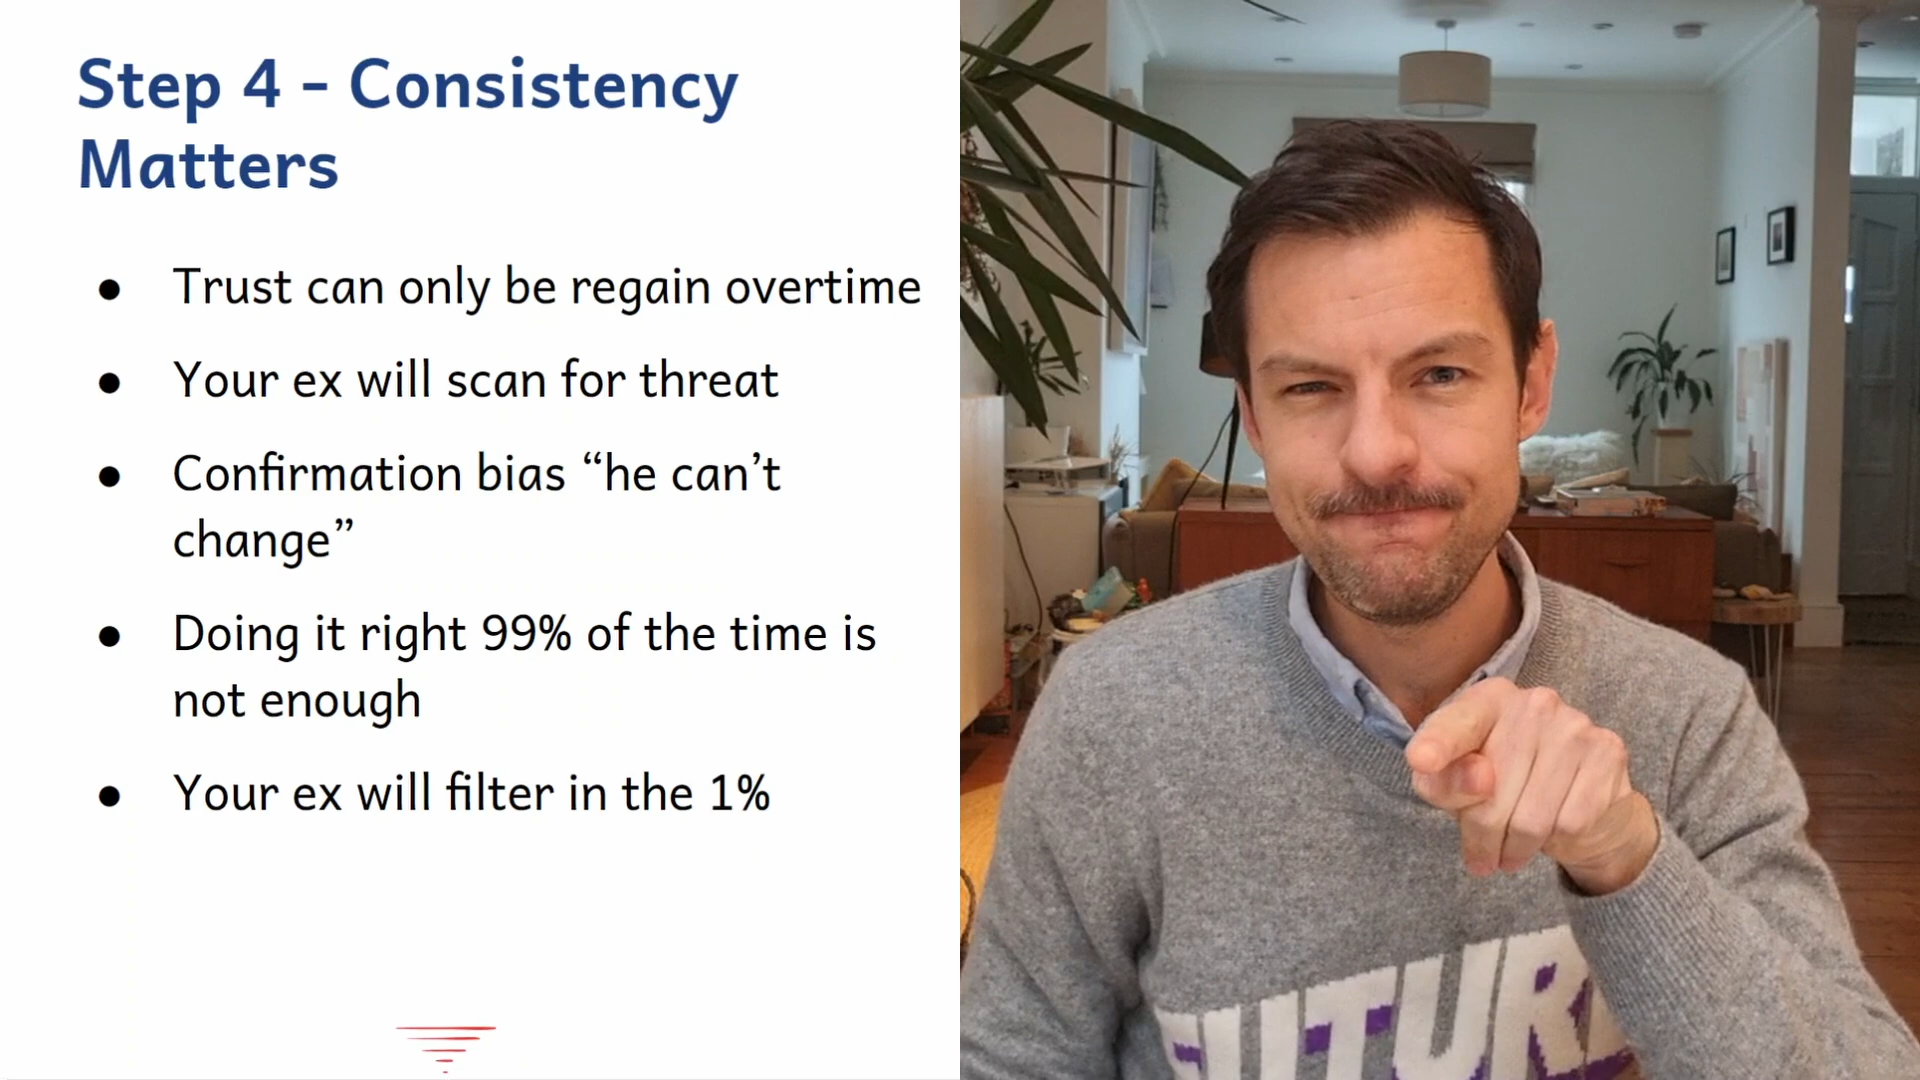 Step 4 - Consistency
Matters
● Trust can only be regain overtime
● Your ex will scan for threat
● Confirmation bias “he can’t
change”
● Doing it right 99% of the time is
not enough
● Your ex will filter in the 1%
FUTURE